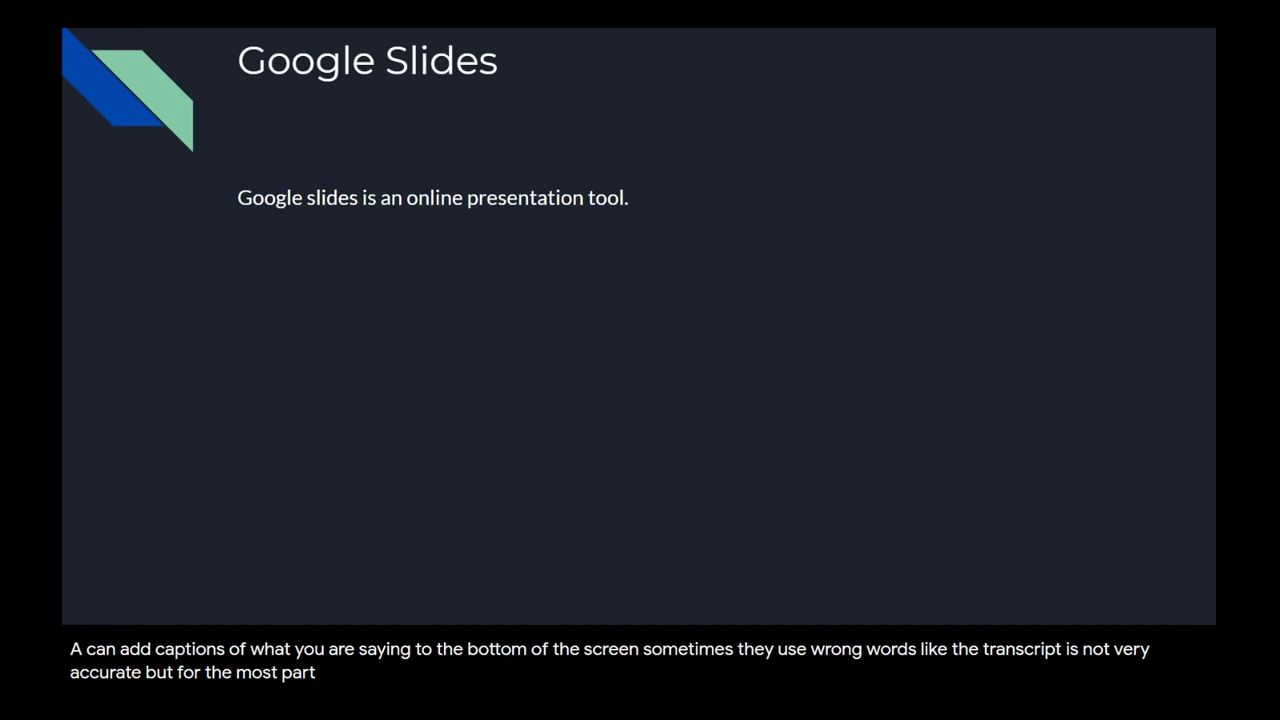 Google Slides
Google slides is an online presentation tool.
A can add captions of what you are saying to the bottom of the screen sometimes they use wrong words like the transcript is not very
accurate but for the most part